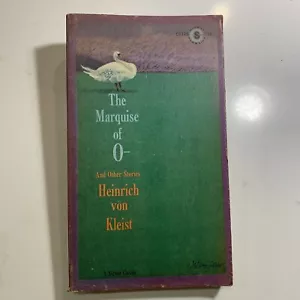 The
Marquise
of
O—
And Other Stories
Heinrich
von
Kleist